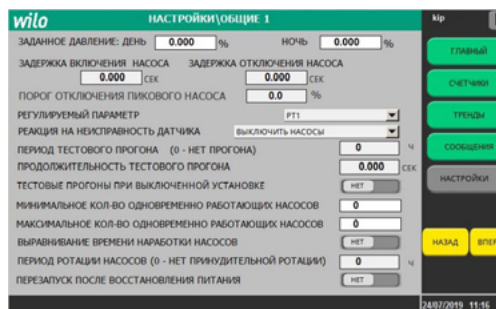 wilo НАСТРОЙКИ\ОБЩИЕ 1 kip
ЗАДАННОЕ ДАВЛЕНИЕ: ДЕНЬ 0.000 % НОЧЬ 0.000 %
ГЛАВНЫЙ
ЗАДЕРЖКА ВКЛЮЧЕНИЯ НАСОСА ЗАДЕРЖКА ОТКЛЮЧЕНИЯ НАСОСА
0.000 СЕК 0.000 СЕК
СЧЕТЧИКИ
ПОРОГ ОТКЛЮЧЕНИЯ ПИКОВОГО НАСОСА 0.0 %
РЕГУЛИРУЕМЫЙ ПАРАМЕТР PT1
ТРЕНДЫ
РЕАКЦИЯ НА НЕИСПРАВНОСТЬ ДАТЧИКА ВЫКЛЮЧИТЬ НАСОСЫ
ПЕРИОД ТЕСТОВОГО ПРОГОНА (0 - НЕТ ПРОГОНА) 0 Ч
СООБЩЕНИЯ
ПРОДОЛЖИТЕЛЬНОСТЬ ТЕСТОВОГО ПРОГОНА 0.000 СЕК
НАСТРОЙКИ
ТЕСТОВЫЕ ПРОГОНЫ ПРИ ВЫКЛЮЧЕННОЙ УСТАНОВКЕ НЕТ
МИНИМАЛЬНОЕ КОЛ-ВО ОДНОВРЕМЕННО РАБОТАЮЩИХ НАСОСОВ 0
МАКСИМАЛЬНОЕ КОЛ-ВО ОДНОВРЕМЕННО РАБОТАЮЩИХ НАСОСОВ 0
ВЫРАВНИВАНИЕ ВРЕМЕНИ НАРАБОТКИ НАСОСОВ НЕТ
НАЗАД ВПЕР
ПЕРИОД РОТАЦИИ НАСОСОВ (0 - НЕТ ПРИНУДИТЕЛЬНОЙ РОТАЦИИ) 0 Ч
ПЕРЕЗАПУСК ПОСЛЕ ВОССТАНОВЛЕНИЯ ПИТАНИЯ НЕТ
24/07/2019 11:16